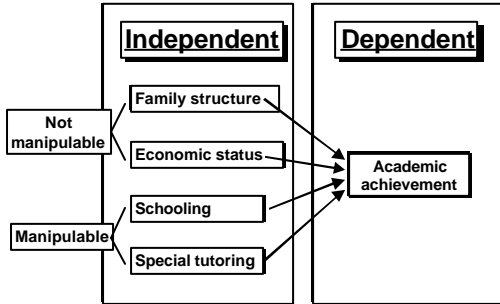 Independent
Dependent
Family structure
Not
manipulable
Economic status
Academic
achievement
Schooling
Manipulable
Special tutoring